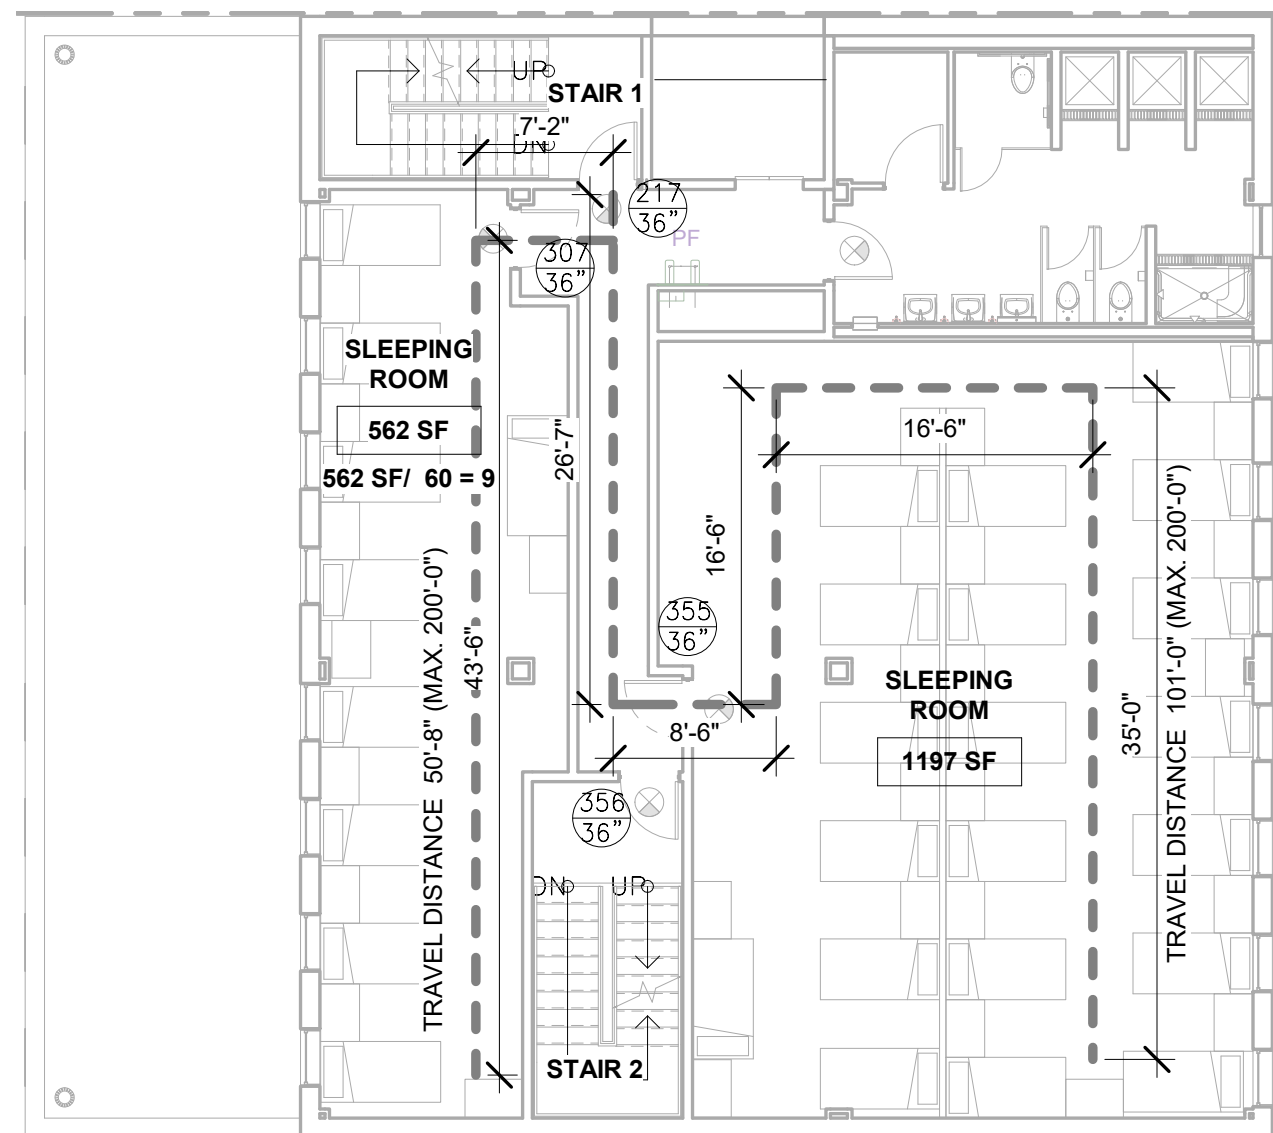 UP
STAIR 1
7'-2"
DN
217
36"
PF
307
36"
SLEEPING
ROOM
562 SF
562 SF/ 60 = 9
26'-7"
16'-6"
16'-6"
TRAVEL DISTANCE 50'-8" (MAX. 200'-0")
43'-6"
355
36"
8'-6"
SLEEPING
ROOM
1197 SF
35'-0"
TRAVEL DISTANCE 101'-0" (MAX. 200'-0")
356
36"
DN
UP
STAIR 2